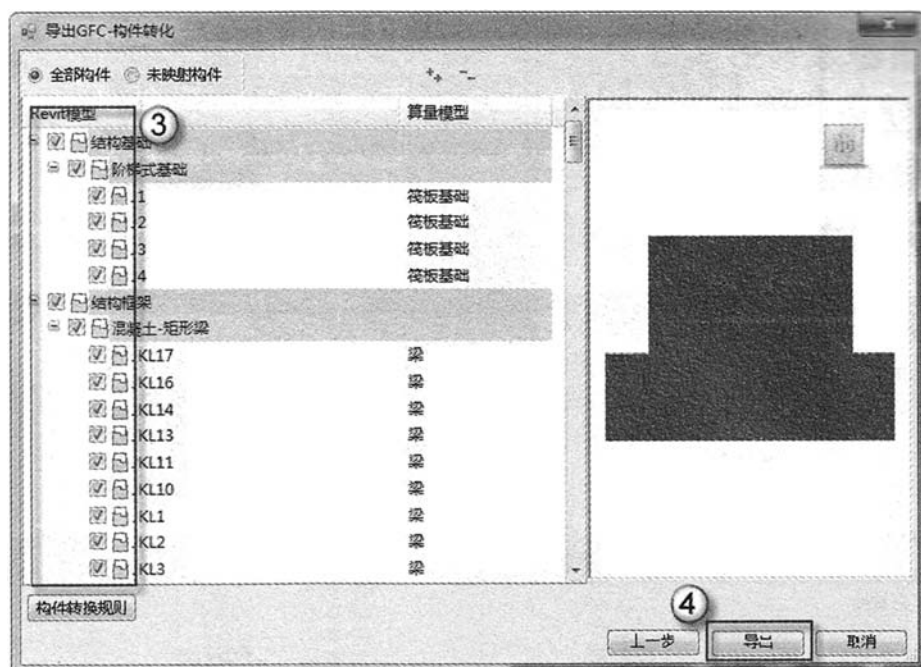 导出GFC-构件转化
全部构件 未映射构件
Revit模型 算量模型
③
结构基础
阶梯式基础
1 筏板基础
2 筏板基础
3 筏板基础
4 筏板基础
结构框架
混凝土-矩形梁
KL17 梁
KL16 梁
KL14 梁
KL13 梁
KL11 梁
KL10 梁
KL1 梁
KL2 梁
KL3 梁
前
构件转换规则
④
上一步 导出 取消